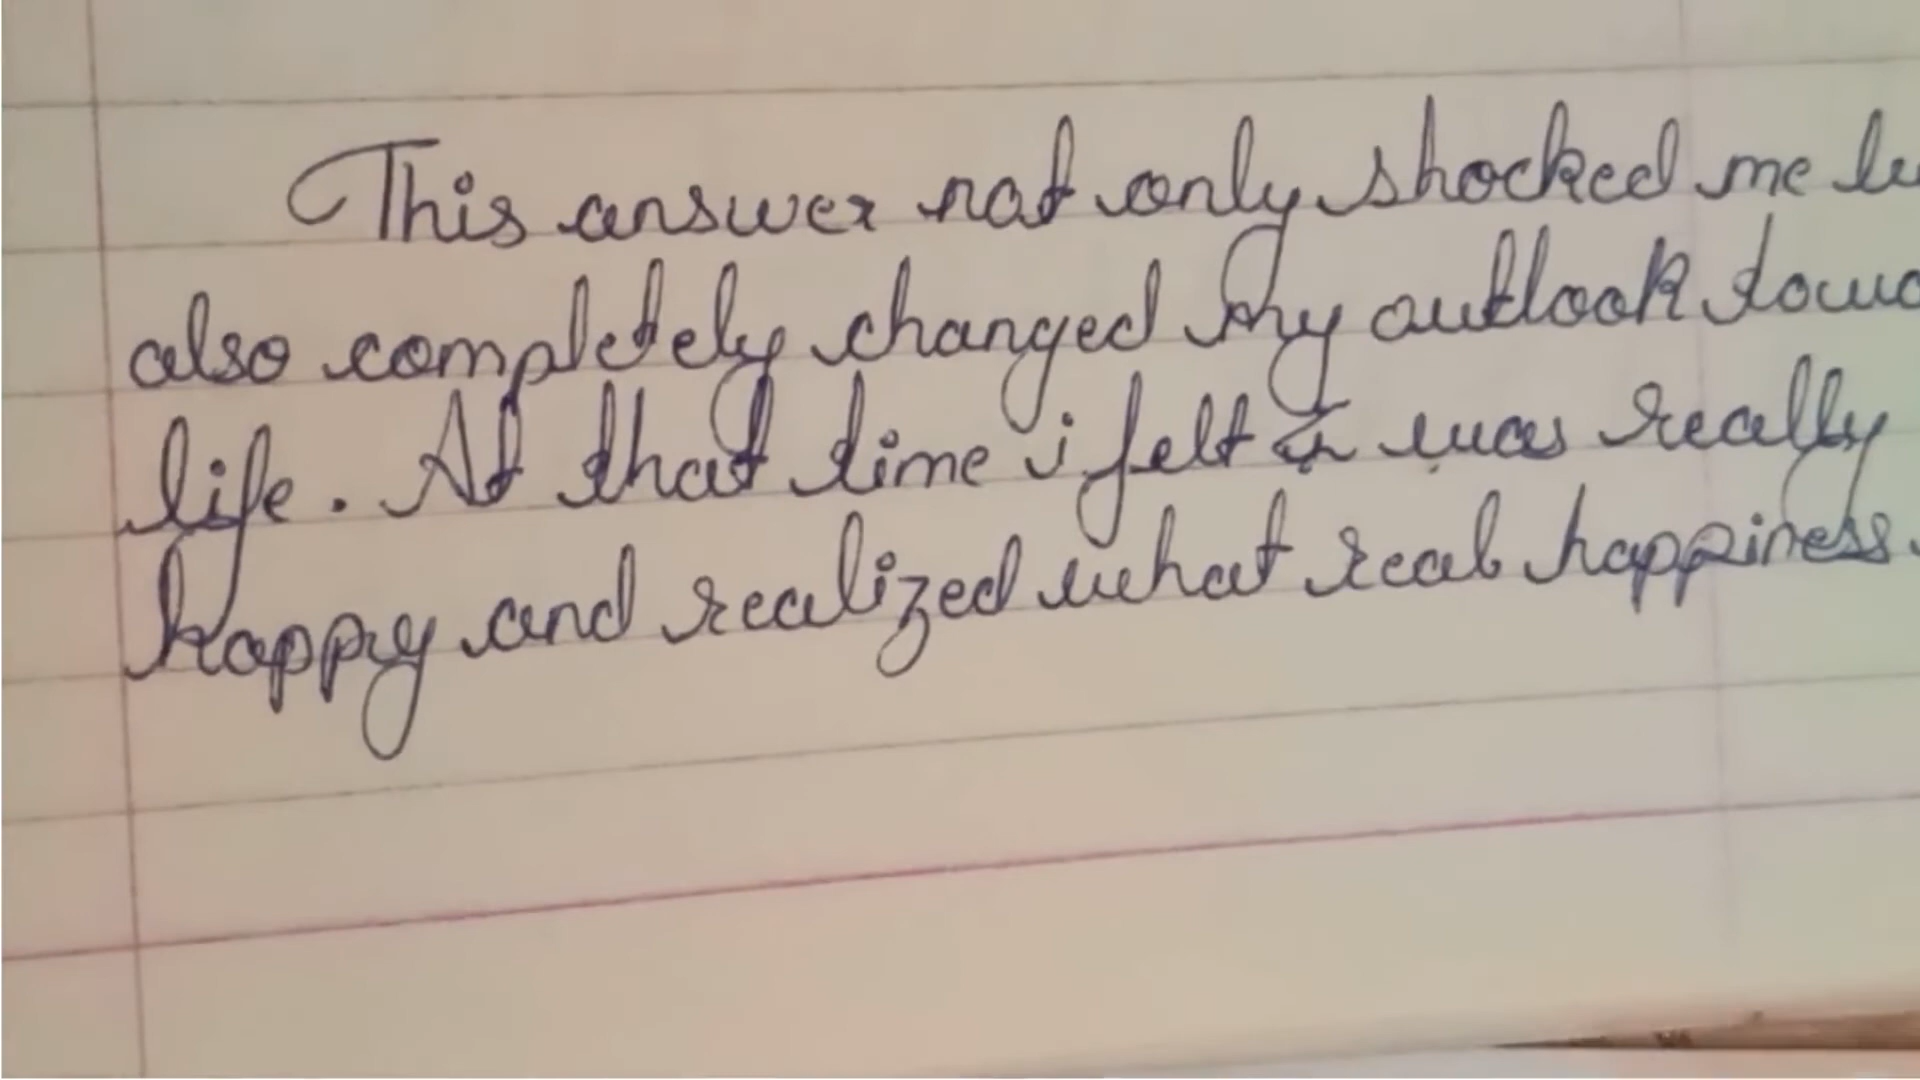 This answer not only shocked me
also completely changed my outlook
life. At that time i felt I was really
happy and realized what real happiness.